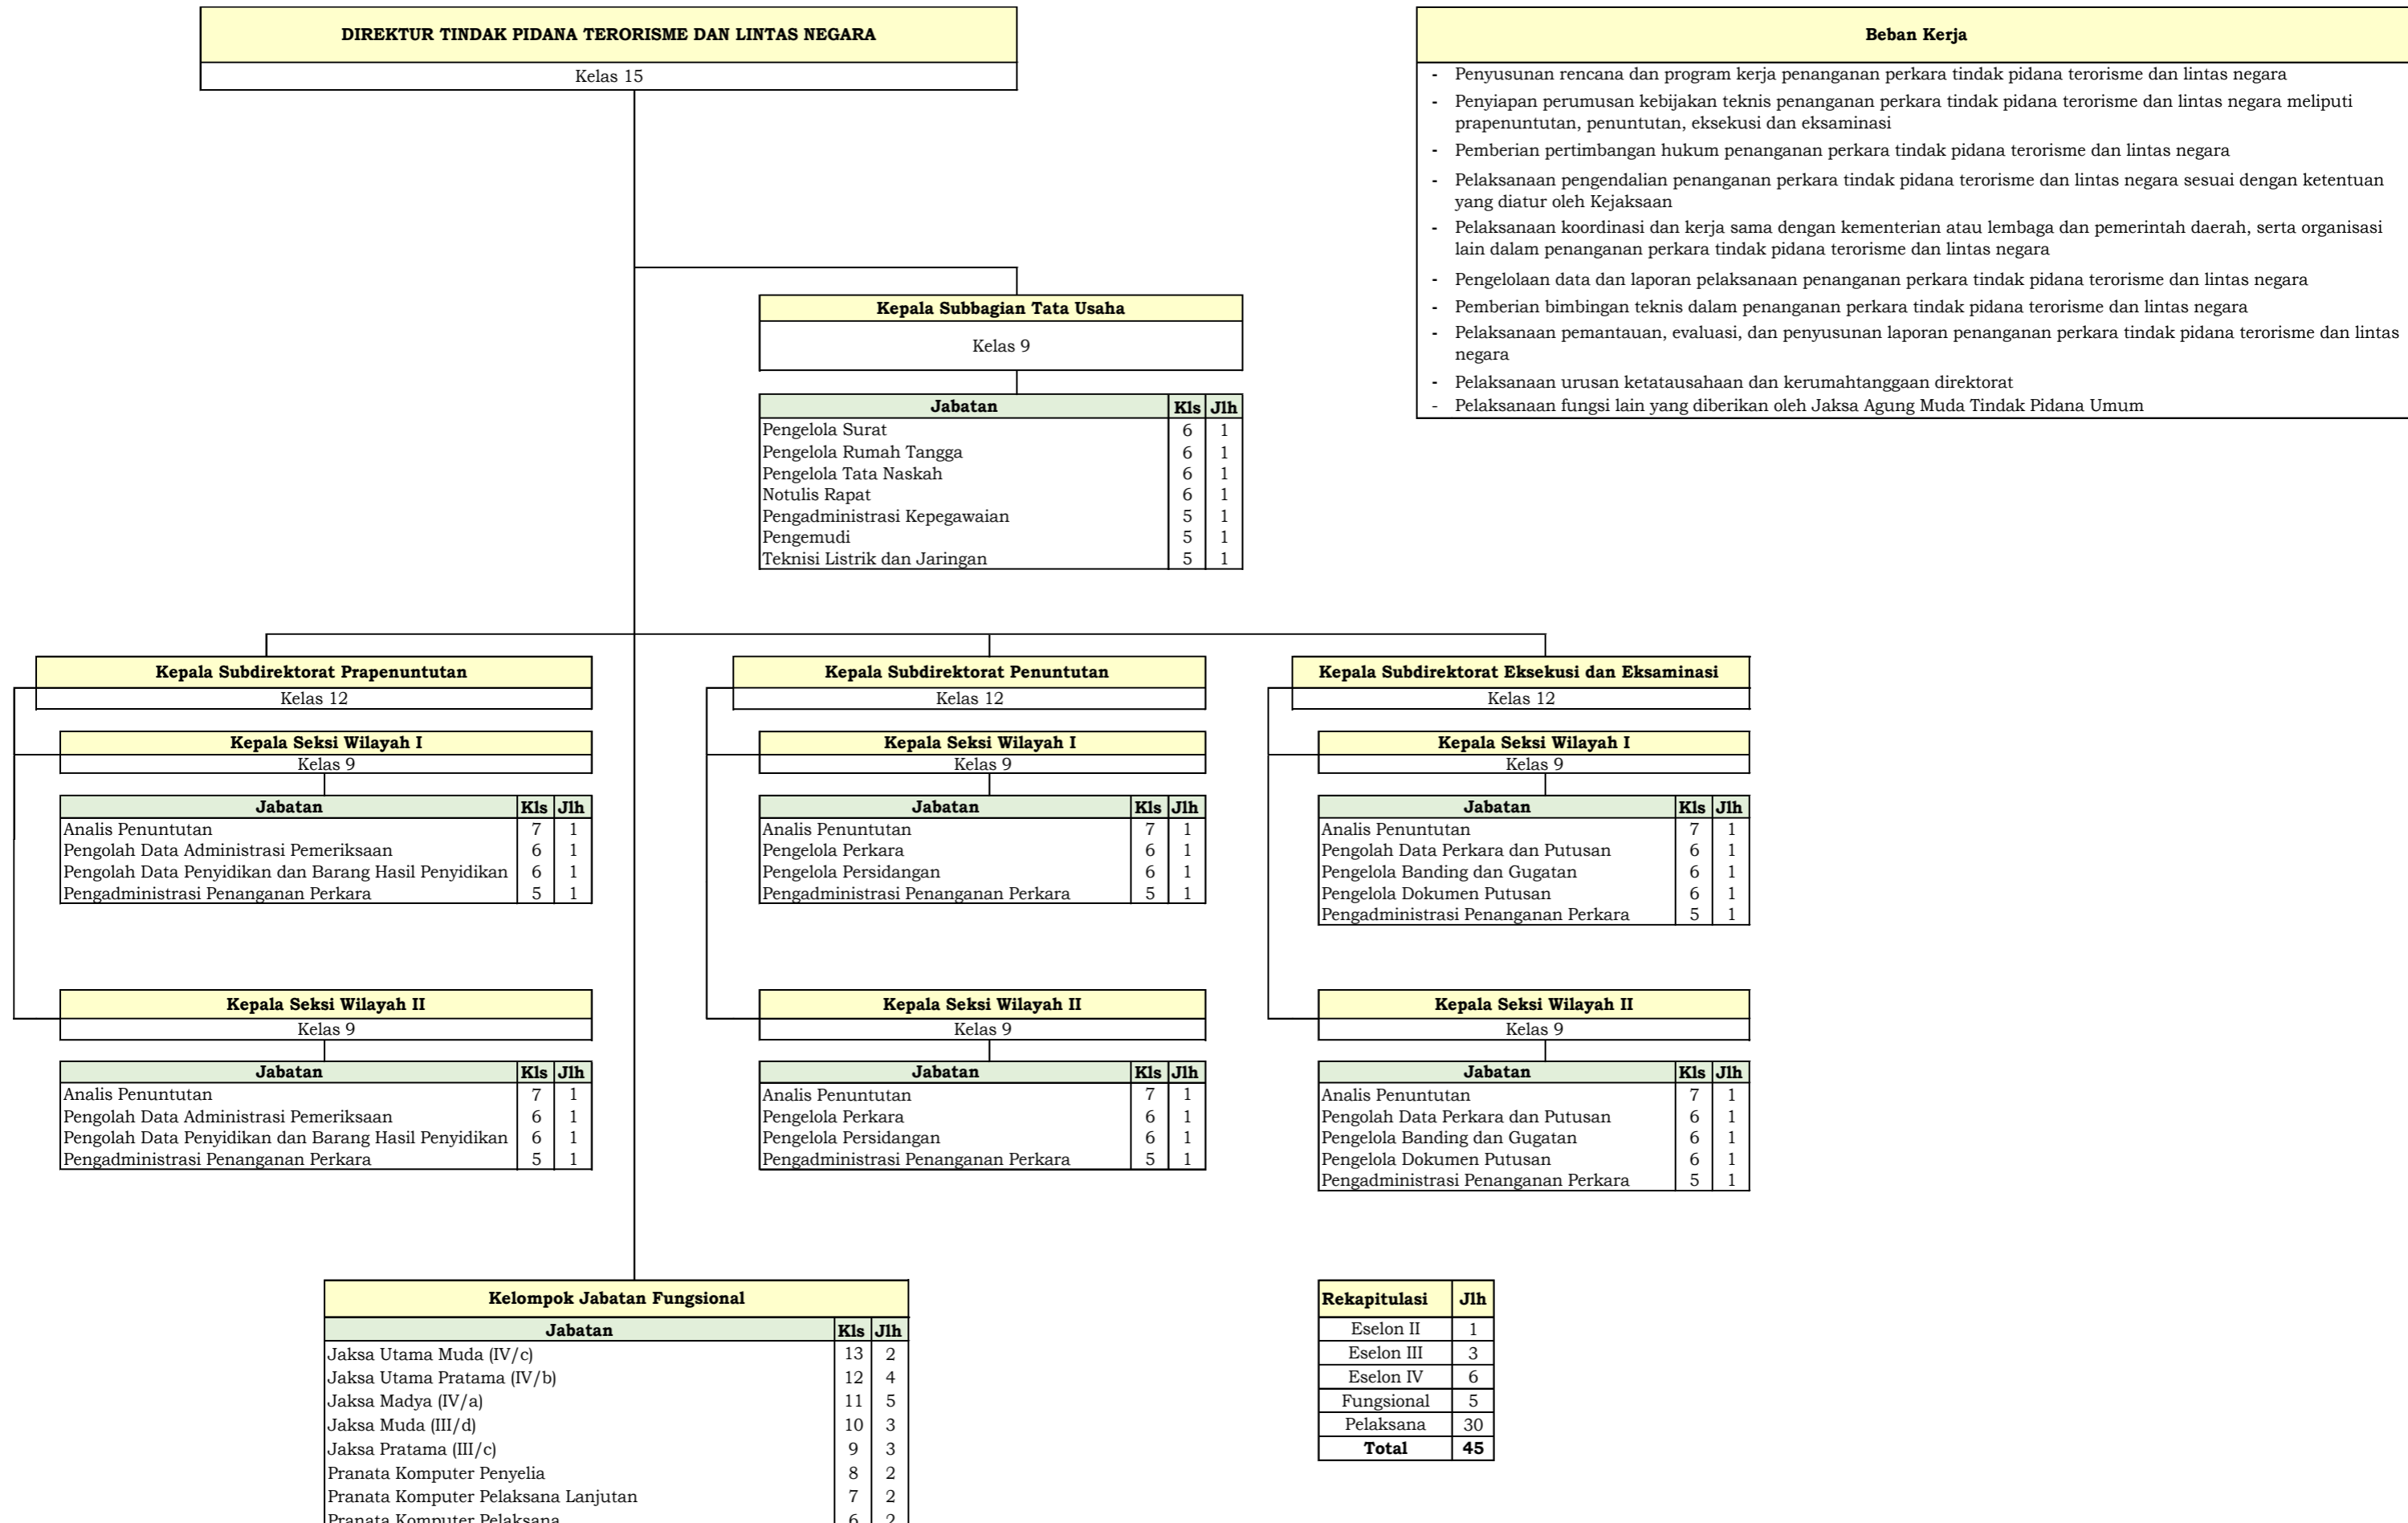 DIREKTUR TINDAK PIDANA TERORISME DAN LINTAS NEGARA
Kelas 15
Beban Kerja
- Penyusunan rencana dan program kerja penanganan perkara tindak pidana terorisme dan lintas negara
- Penyiapan perumusan kebijakan teknis penanganan perkara tindak pidana terorisme dan lintas negara meliputi
prapenuntutan, penuntutan, eksekusi dan eksaminasi
- Pemberian pertimbangan hukum penanganan perkara tindak pidana terorisme dan lintas negara
- Pelaksanaan pengendalian penanganan perkara tindak pidana terorisme dan lintas negara sesuai dengan ketentuan
yang diatur oleh Kejaksaan
- Pelaksanaan koordinasi dan kerja sama dengan kementerian atau lembaga dan pemerintah daerah, serta organisasi
lain dalam penanganan perkara tindak pidana terorisme dan lintas negara
- Pengelolaan data dan laporan pelaksanaan penanganan perkara tindak pidana terorisme dan lintas negara
- Pemberian bimbingan teknis dalam penanganan perkara tindak pidana terorisme dan lintas negara
- Pelaksanaan pemantauan, evaluasi, dan penyusunan laporan penanganan perkara tindak pidana terorisme dan lintas
negara
- Pelaksanaan urusan ketatausahaan dan kerumahtanggaan direktorat
- Pelaksanaan fungsi lain yang diberikan oleh Jaksa Agung Muda Tindak Pidana Umum
Kepala Subbagian Tata Usaha
Kelas 9
Jabatan Kls Jlh
Pengelola Surat 6 1
Pengelola Rumah Tangga 6 1
Pengelola Tata Naskah 6 1
Notulis Rapat 6 1
Pengadministrasi Kepegawaian 5 1
Pengemudi 5 1
Teknisi Listrik dan Jaringan 5 1
Kepala Subdirektorat Prapenuntutan
Kelas 12
Kepala Seksi Wilayah I
Kelas 9
Jabatan Kls Jlh
Analis Penuntutan 7 1
Pengolah Data Administrasi Pemeriksaan 6 1
Pengolah Data Penyidikan dan Barang Hasil Penyidikan 6 1
Pengadministrasi Penanganan Perkara 5 1
Kepala Seksi Wilayah II
Kelas 9
Jabatan Kls Jlh
Analis Penuntutan 7 1
Pengolah Data Administrasi Pemeriksaan 6 1
Pengolah Data Penyidikan dan Barang Hasil Penyidikan 6 1
Pengadministrasi Penanganan Perkara 5 1
Kepala Subdirektorat Penuntutan
Kelas 12
Kepala Seksi Wilayah I
Kelas 9
Jabatan Kls Jlh
Analis Penuntutan 7 1
Pengelola Perkara 6 1
Pengelola Persidangan 6 1
Pengadministrasi Penanganan Perkara 5 1
Kepala Seksi Wilayah II
Kelas 9
Jabatan Kls Jlh
Analis Penuntutan 7 1
Pengelola Perkara 6 1
Pengelola Persidangan 6 1
Pengadministrasi Penanganan Perkara 5 1
Kepala Subdirektorat Eksekusi dan Eksaminasi
Kelas 12
Kepala Seksi Wilayah I
Kelas 9
Jabatan Kls Jlh
Analis Penuntutan 7 1
Pengolah Data Perkara dan Putusan 6 1
Pengelola Banding dan Gugatan 6 1
Pengelola Dokumen Putusan 6 1
Pengadministrasi Penanganan Perkara 5 1
Kepala Seksi Wilayah II
Kelas 9
Jabatan Kls Jlh
Analis Penuntutan 7 1
Pengolah Data Perkara dan Putusan 6 1
Pengelola Banding dan Gugatan 6 1
Pengelola Dokumen Putusan 6 1
Pengadministrasi Penanganan Perkara 5 1
Kelompok Jabatan Fungsional
Jabatan Kls Jlh
Jaksa Utama Muda (IV/c) 13 2
Jaksa Utama Pratama (IV/b) 12 4
Jaksa Madya (IV/a) 11 5
Jaksa Muda (III/d) 10 3
Jaksa Pratama (III/c) 9 3
Pranata Komputer Penyelia 8 2
Pranata Komputer Pelaksana Lanjutan 7 2
Pranata Komputer Pelaksana 6 2
Rekapitulasi Jlh
Eselon II 1
Eselon III 3
Eselon IV 6
Fungsional 5
Pelaksana 30
Total 45